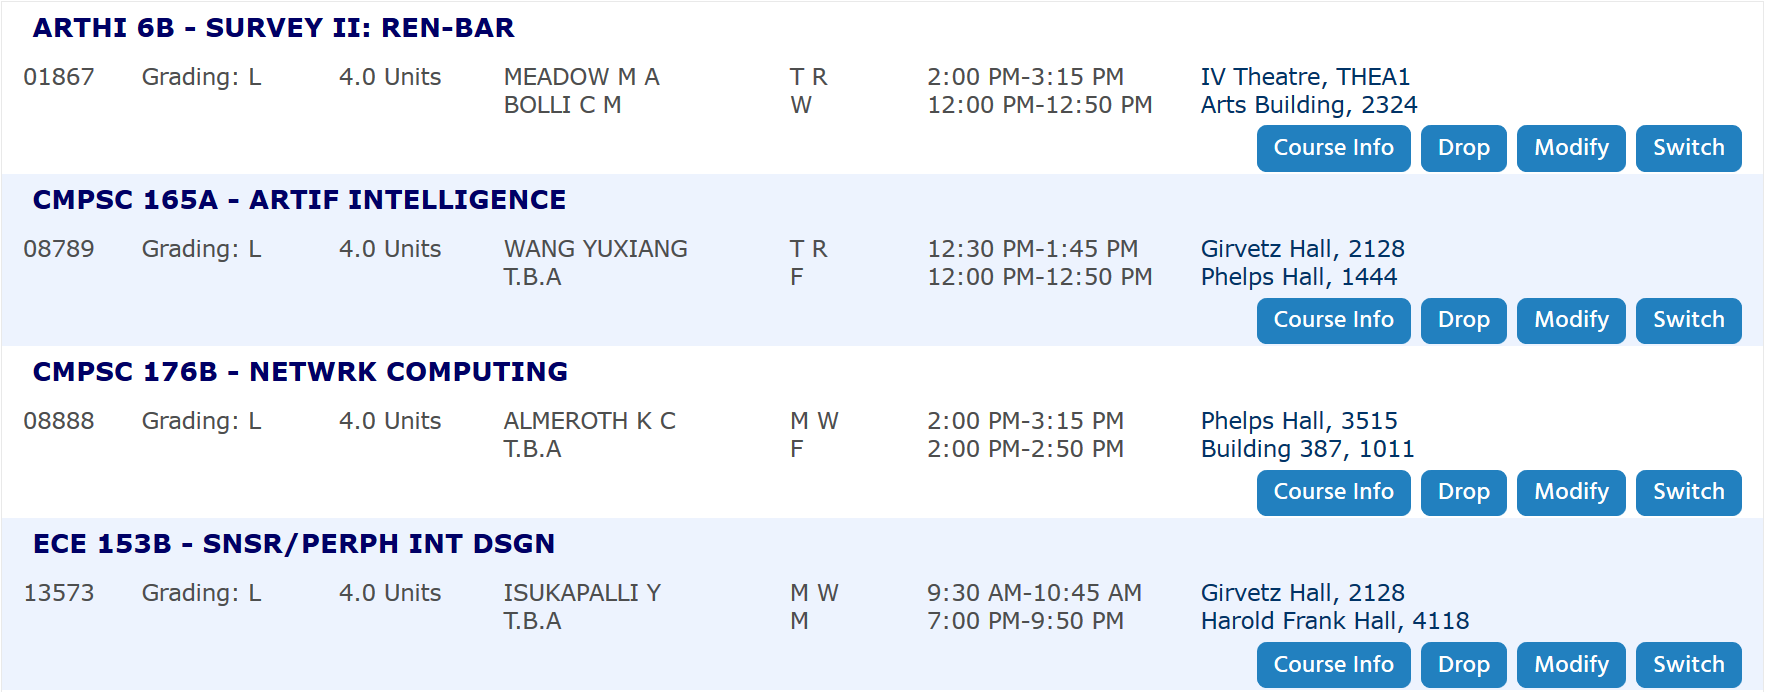 ARTHI 6B - SURVEY II: REN-BAR
01867 Grading: L 4.0 Units MEADOW M A T R 2:00 PM-3:15 PM IV Theatre, THEA1
BOLLI C M W 12:00 PM-12:50 PM Arts Building, 2324
Course Info Drop Modify Switch
CMPSC 165A - ARTIF INTELLIGENCE
08789 Grading: L 4.0 Units WANG YUXIANG T R 12:30 PM-1:45 PM Girvetz Hall, 2128
T.B.A F 12:00 PM-12:50 PM Phelps Hall, 1444
Course Info Drop Modify Switch
CMPSC 176B - NETWRK COMPUTING
08888 Grading: L 4.0 Units ALMEROTH K C M W 2:00 PM-3:15 PM Phelps Hall, 3515
T.B.A F 2:00 PM-2:50 PM Building 387, 1011
Course Info Drop Modify Switch
ECE 153B - SNSR/PERPH INT DSGN
13573 Grading: L 4.0 Units ISUKAPALLI Y M W 9:30 AM-10:45 AM Girvetz Hall, 2128
T.B.A M 7:00 PM-9:50 PM Harold Frank Hall, 4118
Course Info Drop Modify Switch